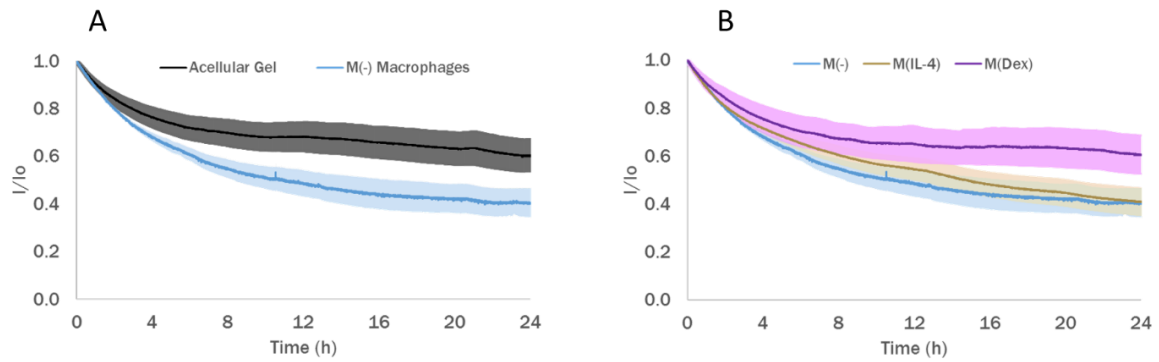 A
Acellular Gel M(-) Macrophages
I/Io
1.0
0.8
0.6
0.4
0.2
0.0
0 4 8 12 16 20 24
Time (h)
B
M(-) M(IL-4) M(Dex)
I/Io
1.0
0.8
0.6
0.4
0.2
0.0
0 4 8 12 16 20 24
Time (h)